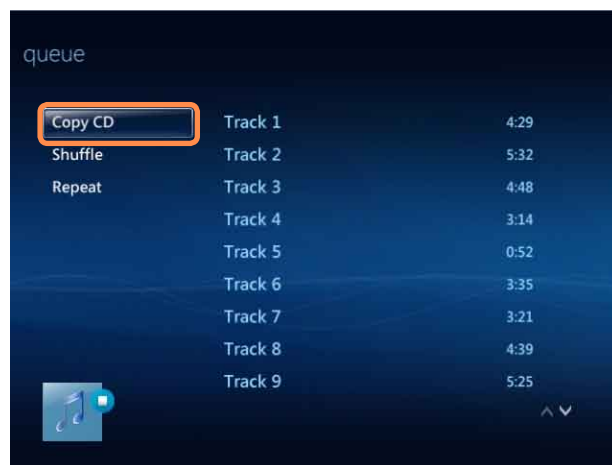 queue
Copy CD Track 1 4:29
Shuffle Track 2 5:32
Repeat Track 3 4:48
Track 4 3:14
Track 5 0:52
Track 6 3:35
Track 7 3:21
Track 8 4:39
Track 9 5:25